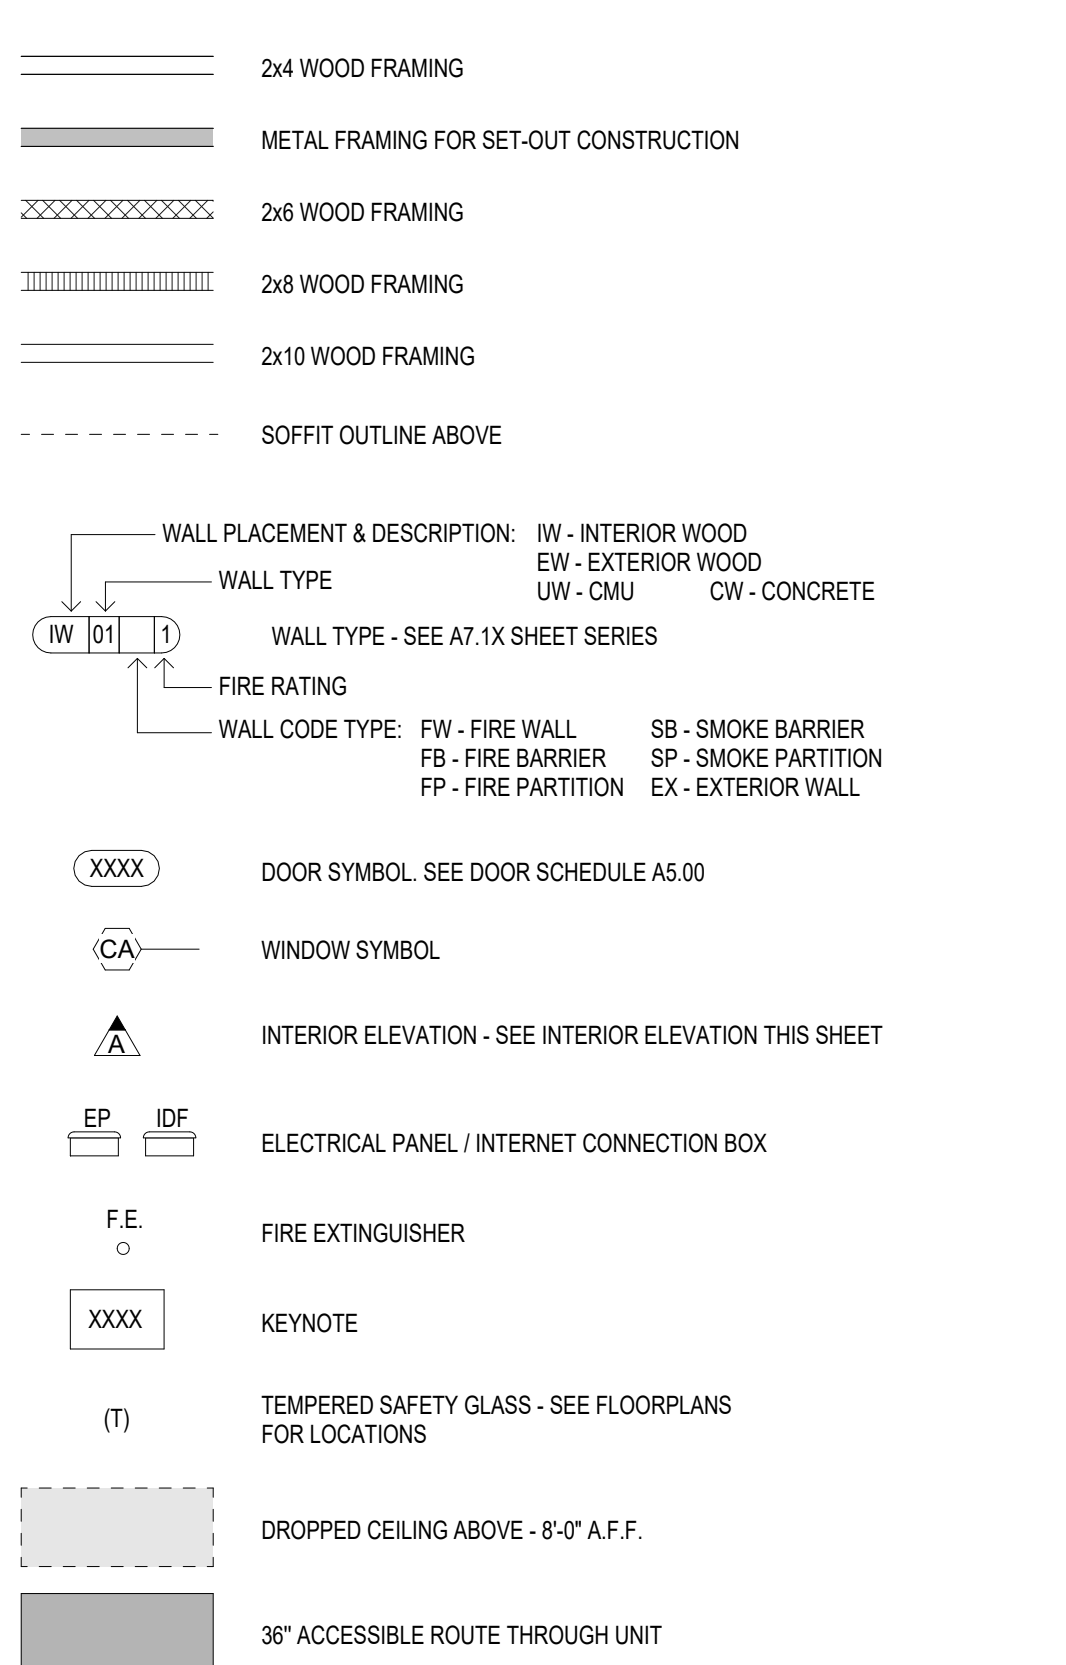 2x4 WOOD FRAMING
METAL FRAMING FOR SET-OUT CONSTRUCTION
2x6 WOOD FRAMING
2x8 WOOD FRAMING
2x10 WOOD FRAMING
SOFFIT OUTLINE ABOVE
WALL PLACEMENT & DESCRIPTION: IW - INTERIOR WOOD
EW - EXTERIOR WOOD
WALL TYPE
UW - CMU CW - CONCRETE
IW 01 1 WALL TYPE - SEE A7.1X SHEET SERIES
FIRE RATING
WALL CODE TYPE: FW - FIRE WALL SB - SMOKE BARRIER
FB - FIRE BARRIER SP - SMOKE PARTITION
FP - FIRE PARTITION EX - EXTERIOR WALL
XXXX DOOR SYMBOL. SEE DOOR SCHEDULE A5.00
CA WINDOW SYMBOL
A INTERIOR ELEVATION - SEE INTERIOR ELEVATION THIS SHEET
EP IDF
ELECTRICAL PANEL / INTERNET CONNECTION BOX
F.E.
FIRE EXTINGUISHER
XXXX KEYNOTE
(T) TEMPERED SAFETY GLASS - SEE FLOORPLANS
FOR LOCATIONS
DROPPED CEILING ABOVE - 8'-0" A.F.F.
36" ACCESSIBLE ROUTE THROUGH UNIT